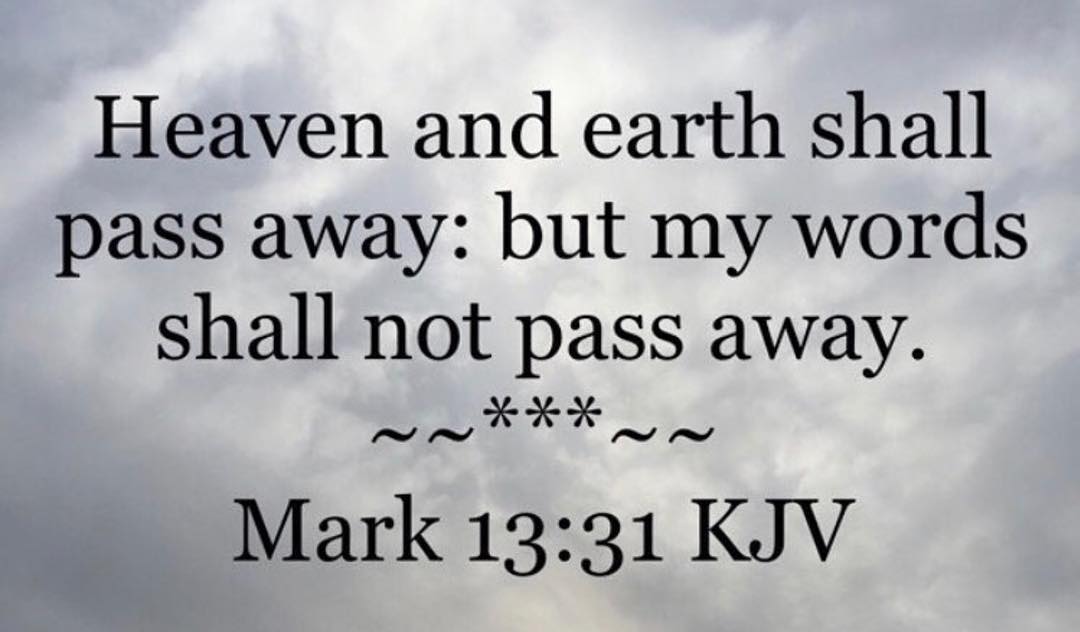 Heaven and earth shall
pass away: but my words
shall not pass away.
~~***~~
Mark 13:31 KJV